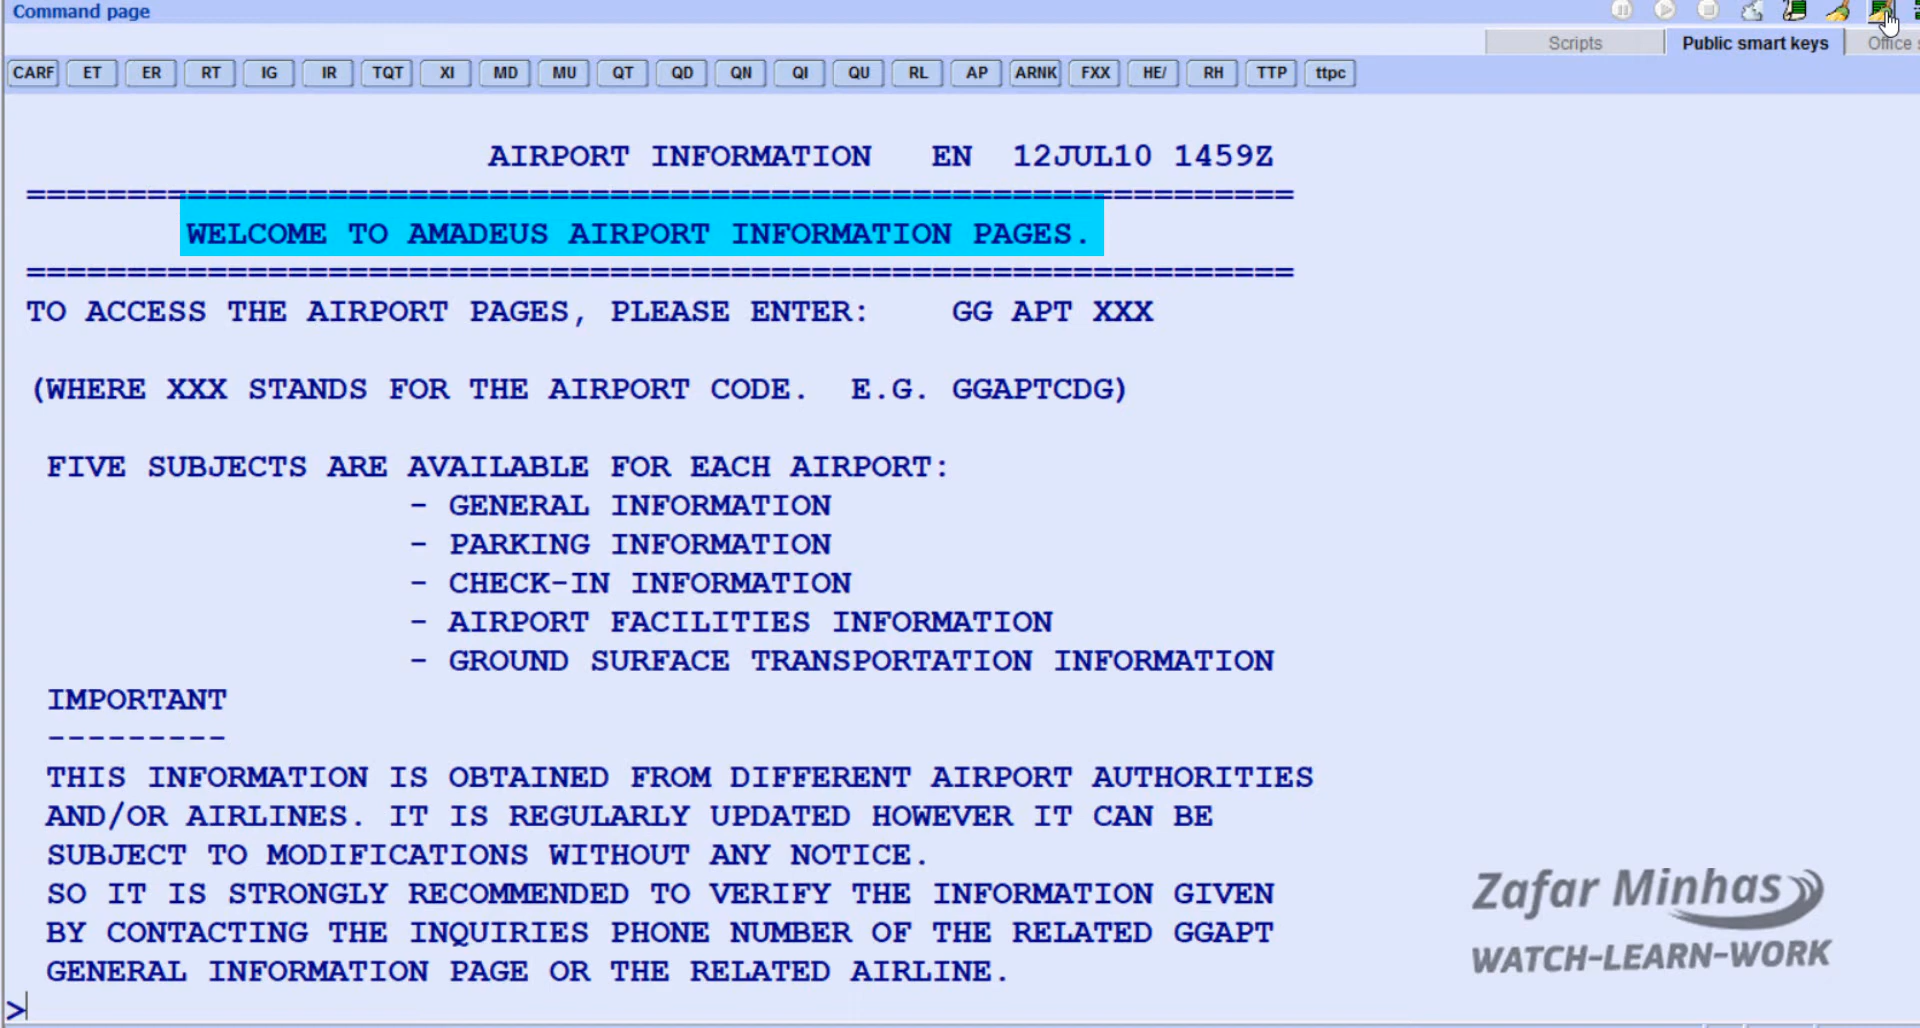 Command page
Scripts Public smart keys Office
CARF ET ER RT IG IR TQT XI MD MU QT QD QN QI QU RL AP ARNK FXX HE/ RH TTP ttpc
AIRPORT INFORMATION EN 12JUL10 1459Z
===============================================================
WELCOME TO AMADEUS AIRPORT INFORMATION PAGES.
===============================================================
TO ACCESS THE AIRPORT PAGES, PLEASE ENTER: GG APT XXX
(WHERE XXX STANDS FOR THE AIRPORT CODE. E.G. GGAPTCDG)
FIVE SUBJECTS ARE AVAILABLE FOR EACH AIRPORT:
- GENERAL INFORMATION
- PARKING INFORMATION
- CHECK-IN INFORMATION
- AIRPORT FACILITIES INFORMATION
- GROUND SURFACE TRANSPORTATION INFORMATION
IMPORTANT
---------
THIS INFORMATION IS OBTAINED FROM DIFFERENT AIRPORT AUTHORITIES
AND/OR AIRLINES. IT IS REGULARLY UPDATED HOWEVER IT CAN BE
SUBJECT TO MODIFICATIONS WITHOUT ANY NOTICE.
SO IT IS STRONGLY RECOMMENDED TO VERIFY THE INFORMATION GIVEN
BY CONTACTING THE INQUIRIES PHONE NUMBER OF THE RELATED GGAPT
GENERAL INFORMATION PAGE OR THE RELATED AIRLINE.
>
Zafar Minhas
WATCH-LEARN-WORK